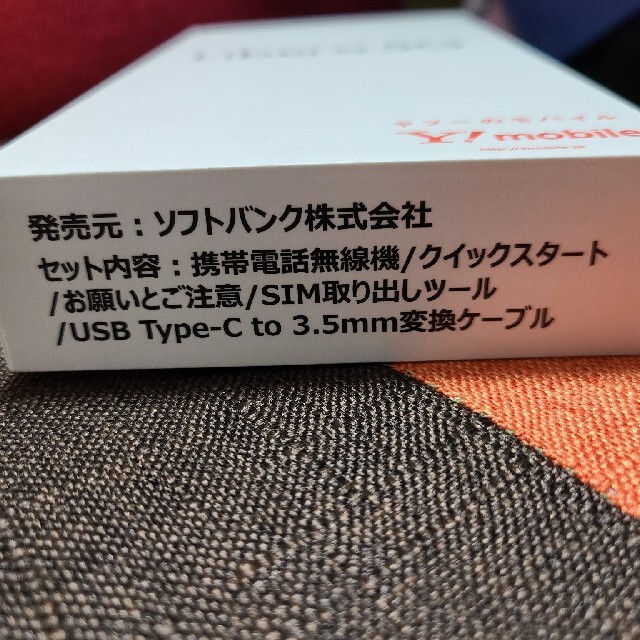 Y! mobile
発売元：ソフトバンク株式会社
セット内容：携帯電話無線機/クイックスタート
/お願いとご注意/SIM取り出しツール
/USB Type-C to 3.5mm変換ケーブル